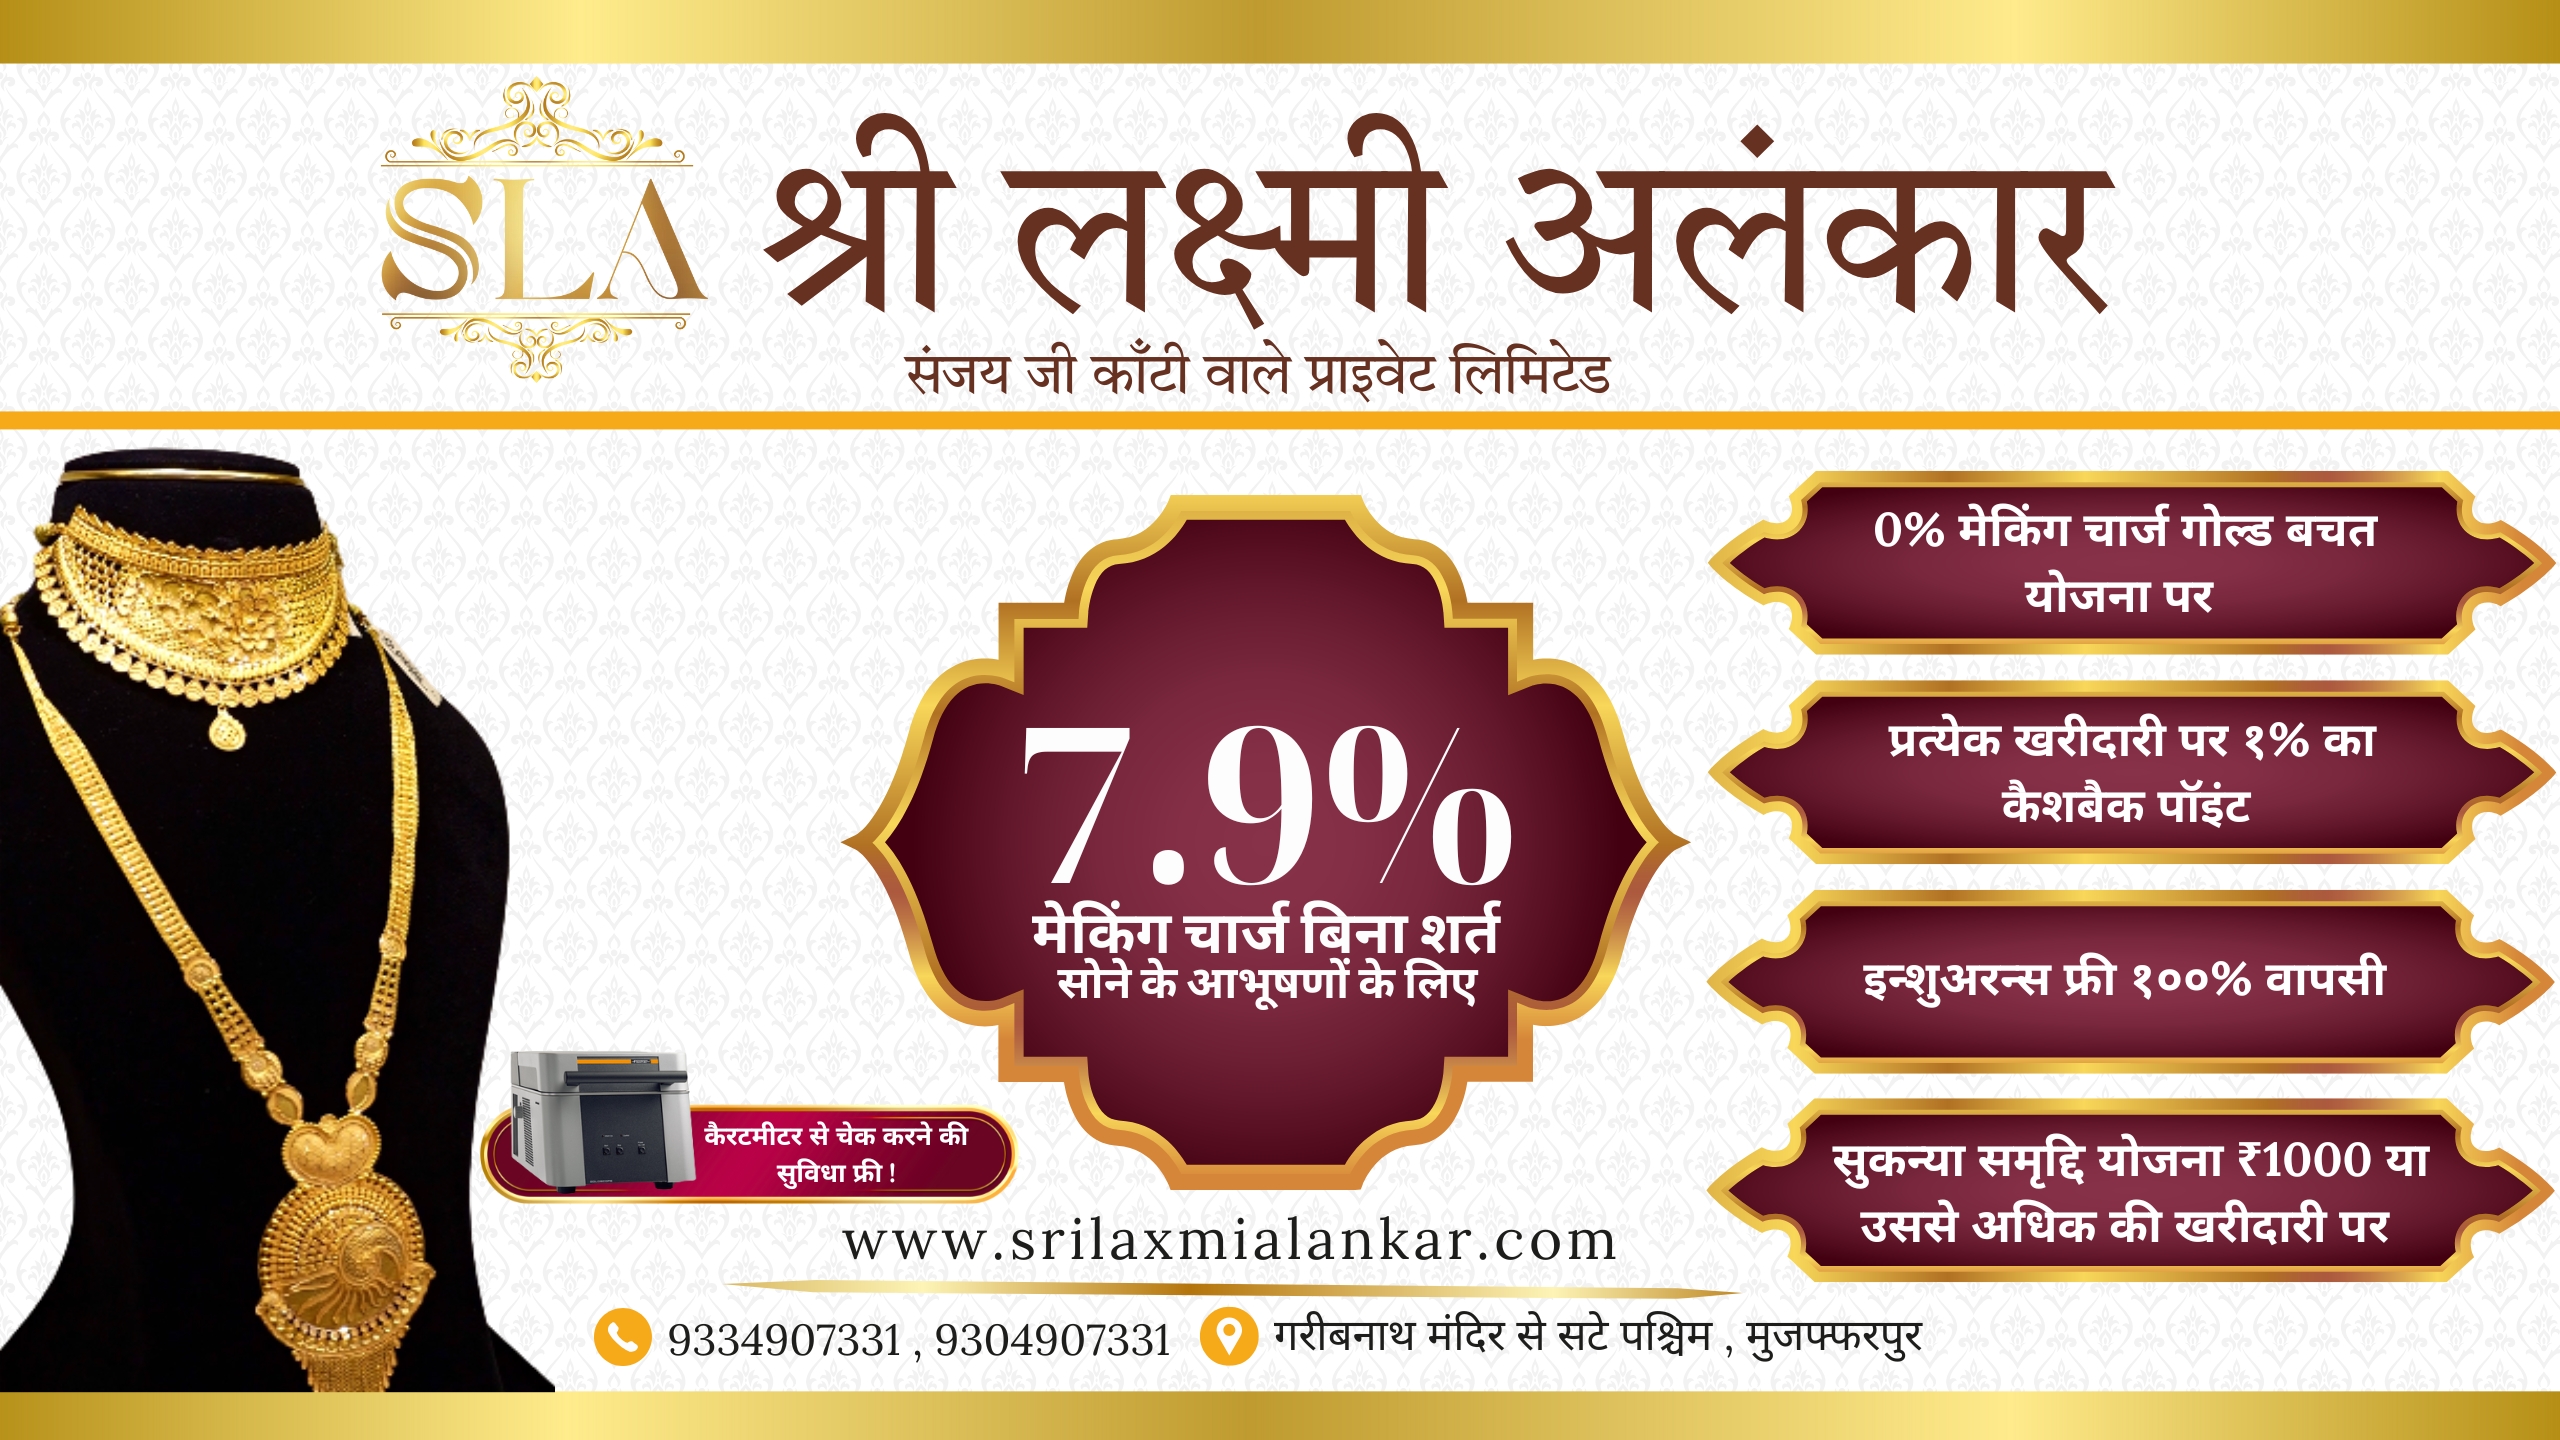 SLA
श्री लक्ष्मी अलंकार
संजय जी काँटी वाले प्राइवेट लिमिटेड
7.9%
मेकिंग चार्ज बिना शर्त
सोने के आभूषणों के लिए
0% मेकिंग चार्ज गोल्ड बचत
योजना पर
प्रत्येक खरीदारी पर १% का
कैशबैक पॉइंट
इन्शुअरन्स फ्री १००% वापसी
सुकन्या समृद्दि योजना ₹1000 या
उससे अधिक की खरीदारी पर
कैरटमीटर से चेक करने की
सुविधा फ्री !
www.srilaxmialankar.com
9334907331 , 9304907331
गरीबनाथ मंदिर से सटे पश्चिम , मुजफ्फरपुर